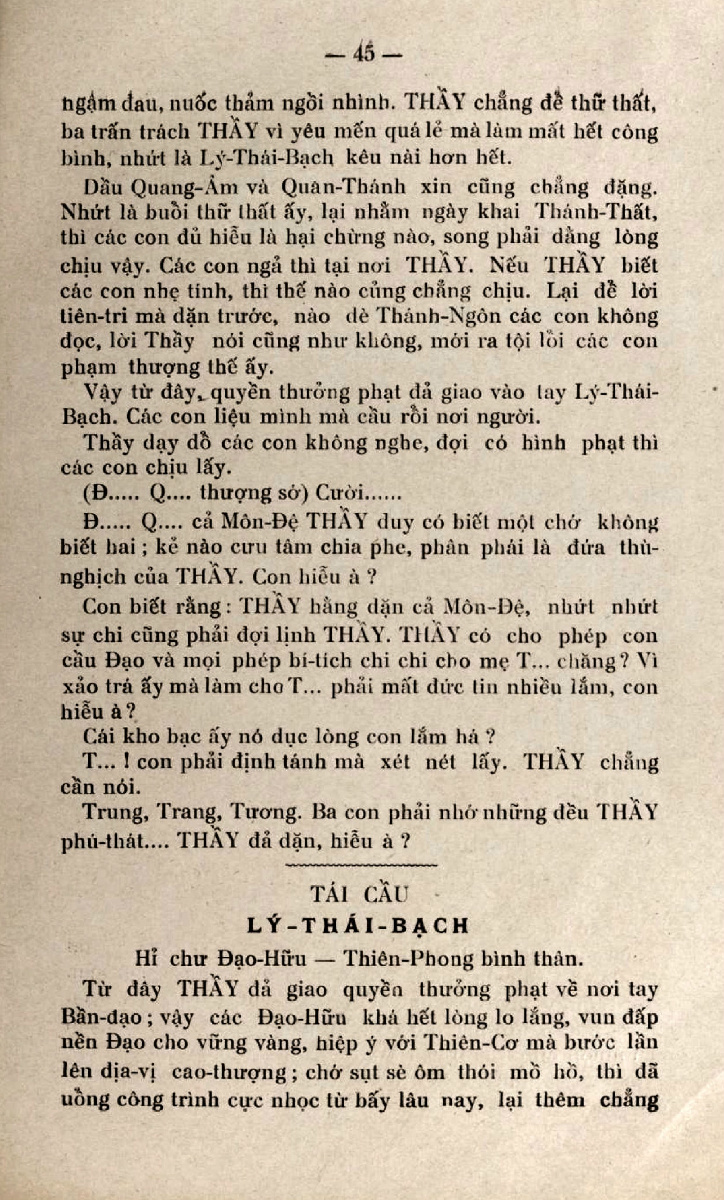 — 45 —
ngậm đau, nuốc thảm ngồi nhình. THẦY chẳng để thữ thất,
ba trấn trách THẦY vì yêu mến quá lẻ mà làm mất hết công
bình, nhứt là Lý-Thái-Bạch kêu nài hơn hết.
Dầu Quang-Âm và Quân-Thánh xin cũng chẳng đặng.
Nhứt là buổi thữ thất ấy, lại nhằm ngày khai Thánh-Thất,
thì các con đủ hiễu là hại chừng nào, song phải dằng lòng
chịu vậy. Các con ngả thì tại nơi THẦY. Nếu THẦY biết
các con nhẹ tính, thì thế nào củng chẳng chịu. Lại để lời
tiên-tri mà dặn trước, nào dè Thánh-Ngôn các con không
đọc, lời Thầy nói cũng như không, mới ra tội lỗi các con
phạm thượng thế ấy.
Vậy từ đây, quyền thưởng phạt đả giao vào tay Lý-Thái-
Bạch. Các con liệu mình mà cầu rỗi nơi người.
Thầy dạy dỗ các con không nghe, đợi có hình phạt thì
các con chịu lấy.
(Đ..... Q.... thượng sớ) Cười......
Đ..... Q.... cả Môn-Đệ THẦY duy có biết một chớ không
biết hai ; kẻ nào cưu tâm chia phe, phân phái là đứa thù-
nghịch của THẦY. Con hiễu à ?
Con biết rằng : THẦY hằng dặn cả Môn-Đệ, nhứt nhứt
sự chi cũng phải đợi lịnh THẦY. THẦY có cho phép con
cầu Đạo và mọi phép bí-tích chi chi cho mẹ T... chăng ? Vì
xảo trá ấy mà làm cho T... phải mất đức tin nhiều lắm, con
hiễu à ?
Cái kho bạc ấy nó dục lòng con lắm há ?
T... ! con phải định tánh mà xét nét lấy. THẦY chẳng
cần nói.
Trung, Trang, Tương. Ba con phải nhớ những đều THẦY
phú-thát.... THẦY đả dặn, hiễu à ?
TÁI CẦU
LÝ-THÁI-BẠCH
Hỉ chư Đạo-Hữu — Thiên-Phong bình thân.
Từ đây THẦY đả giao quyền thưởng phạt về nơi tay
Bần-đạo ; vậy các Đạo-Hữu khá hết lòng lo lắng, vun đấp
nền Đạo cho vững vàng, hiệp ý với Thiên-Cơ mà bước lần
lên địa-vị cao-thượng ; chớ sụt sè ôm thói mồ hồ, thì đã
uổng công trình cực nhọc từ bấy lâu nay, lại thêm chẳng